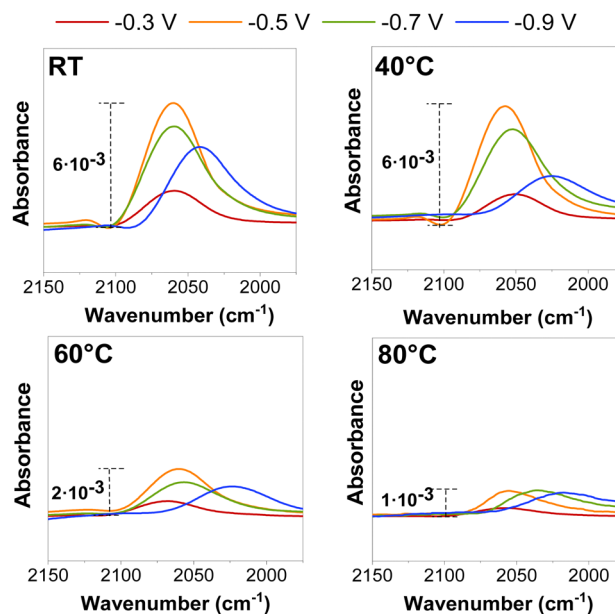 -0.3 V -0.5 V -0.7 V -0.9 V
RT
Absorbance
6·10⁻³
2150 2100 2050 2000
Wavenumber (cm⁻¹)
40°C
Absorbance
6·10⁻³
2150 2100 2050 2000
Wavenumber (cm⁻¹)
60°C
Absorbance
2·10⁻³
2150 2100 2050 2000
Wavenumber (cm⁻¹)
80°C
Absorbance
1·10⁻³
2150 2100 2050 2000
Wavenumber (cm⁻¹)